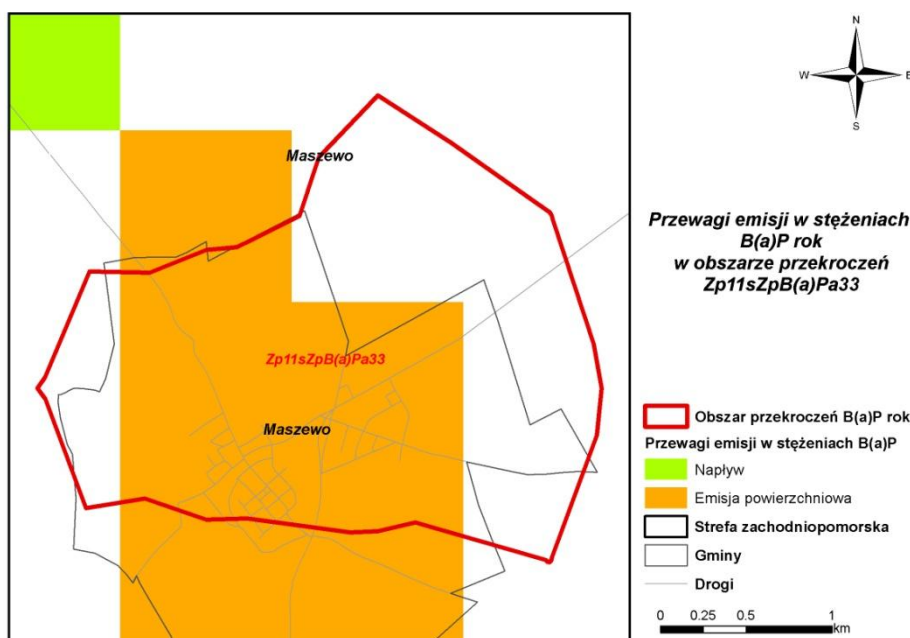 Maszewo
Zp11sZpB(a)Pa33
Maszewo
N
W
E
S
Przewagi emisji w stężeniach
B(a)P rok
w obszarze przekroczeń
Zp11sZpB(a)Pa33
Obszar przekroczeń B(a)P rok
Przewagi emisji w stężeniach B(a)P
Napływ
Emisja powierzchniowa
Strefa zachodniopomorska
Gminy
Drogi
0 0.25 0.5 1
km